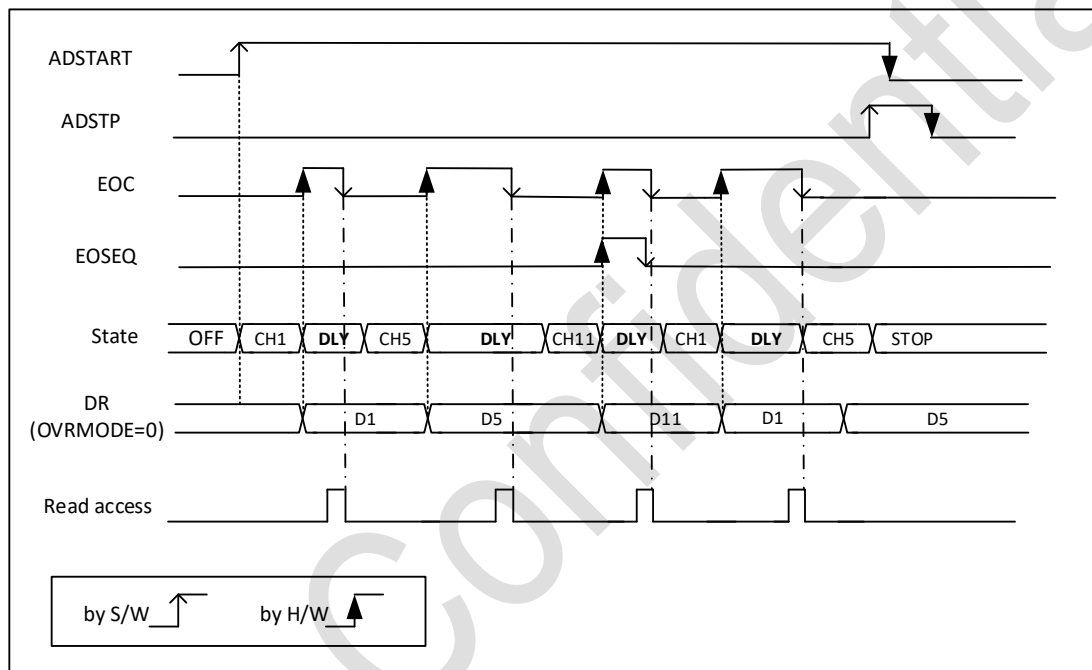 ADSTART
ADSTP
EOC
EOSEQ
State OFF CH1 DLY CH5 DLY CH11 DLY CH1 DLY CH5 STOP
DR
(OVRMODE=0) D1 D5 D11 D1 D5
Read access
by S/W by H/W
Confidential